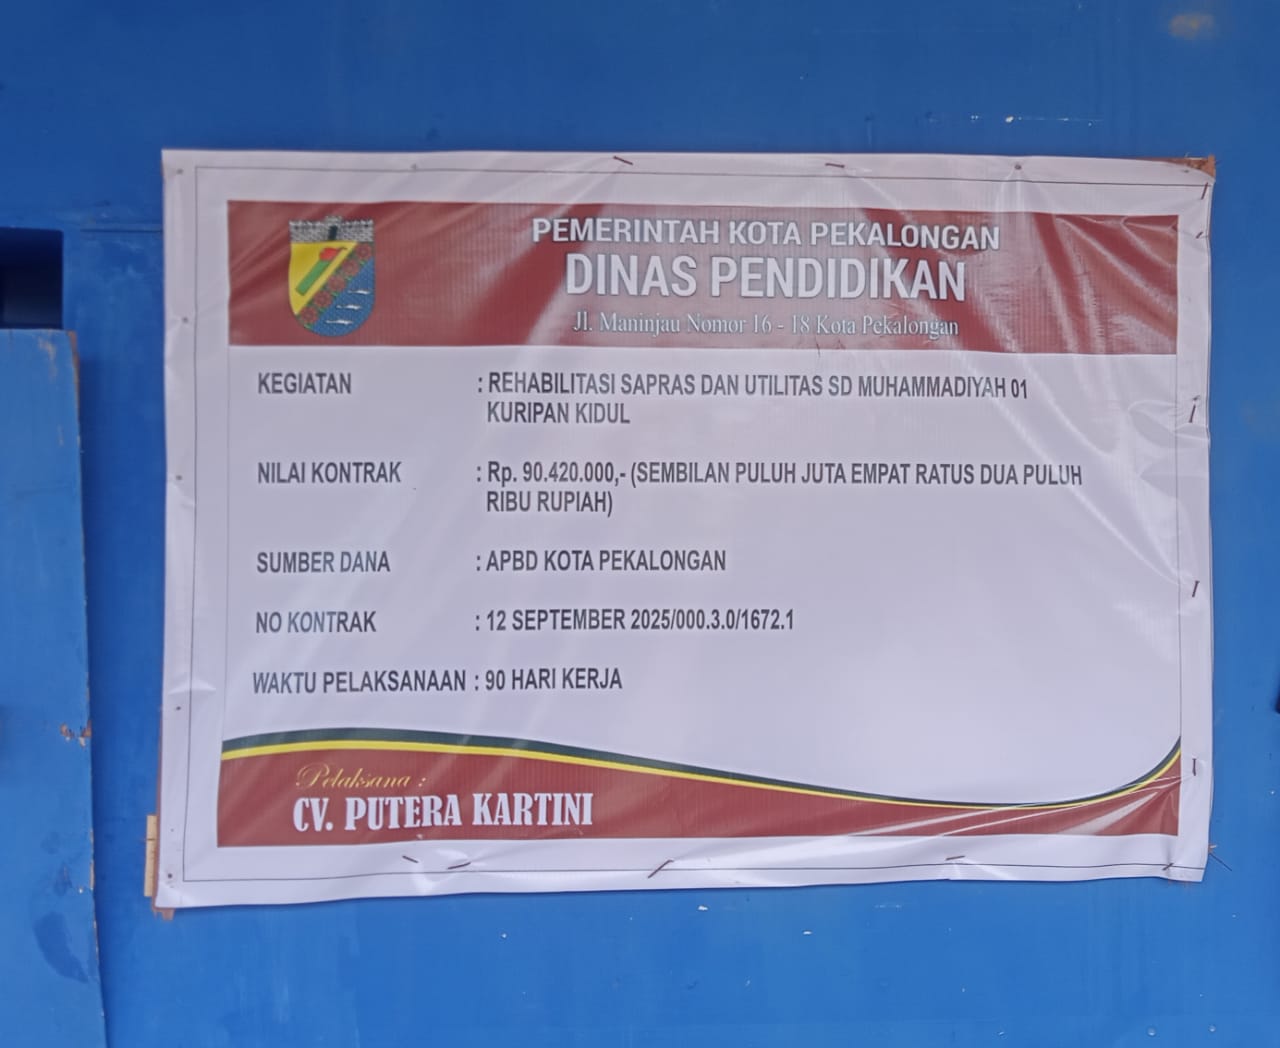 PEMERINTAH KOTA PEKALONGAN
DINAS PENDIDIKAN
Jl. Maninjau Nomor 16 - 18 Kota Pekalongan
KEGIATAN : REHABILITASI SAPRAS DAN UTILITAS SD MUHAMMADIYAH 01
KURIPAN KIDUL
NILAI KONTRAK : Rp. 90.420.000,- (SEMBILAN PULUH JUTA EMPAT RATUS DUA PULUH
RIBU RUPIAH)
SUMBER DANA : APBD KOTA PEKALONGAN
NO KONTRAK : 12 SEPTEMBER 2025/000.3.0/1672.1
WAKTU PELAKSANAAN : 90 HARI KERJA
Pelaksana :
CV. PUTERA KARTINI